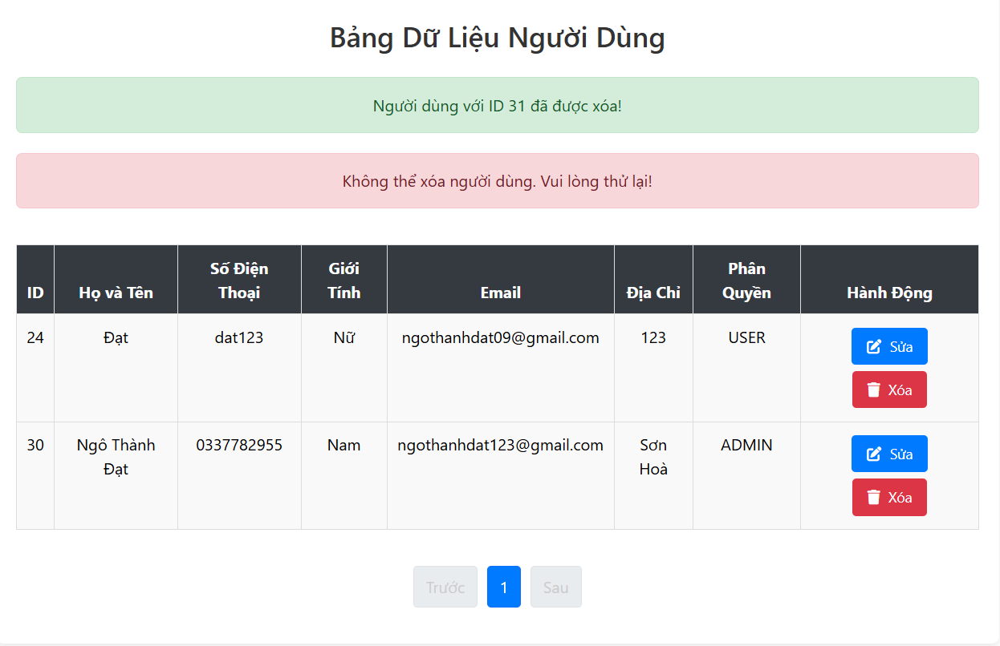 Bảng Dữ Liệu Người Dùng
Người dùng với ID 31 đã được xóa!
Không thể xóa người dùng. Vui lòng thử lại!
ID Họ và Tên Số Điện Thoại Giới Tính Email Địa Chỉ Phân Quyền Hành Động
24 Đạt dat123 Nữ ngothanhdat09@gmail.com 123 USER
Sửa
Xóa
30 Ngô Thành Đạt 0337782955 Nam ngothanhdat123@gmail.com Sơn Hoà ADMIN
Sửa
Xóa
Trước 1 Sau